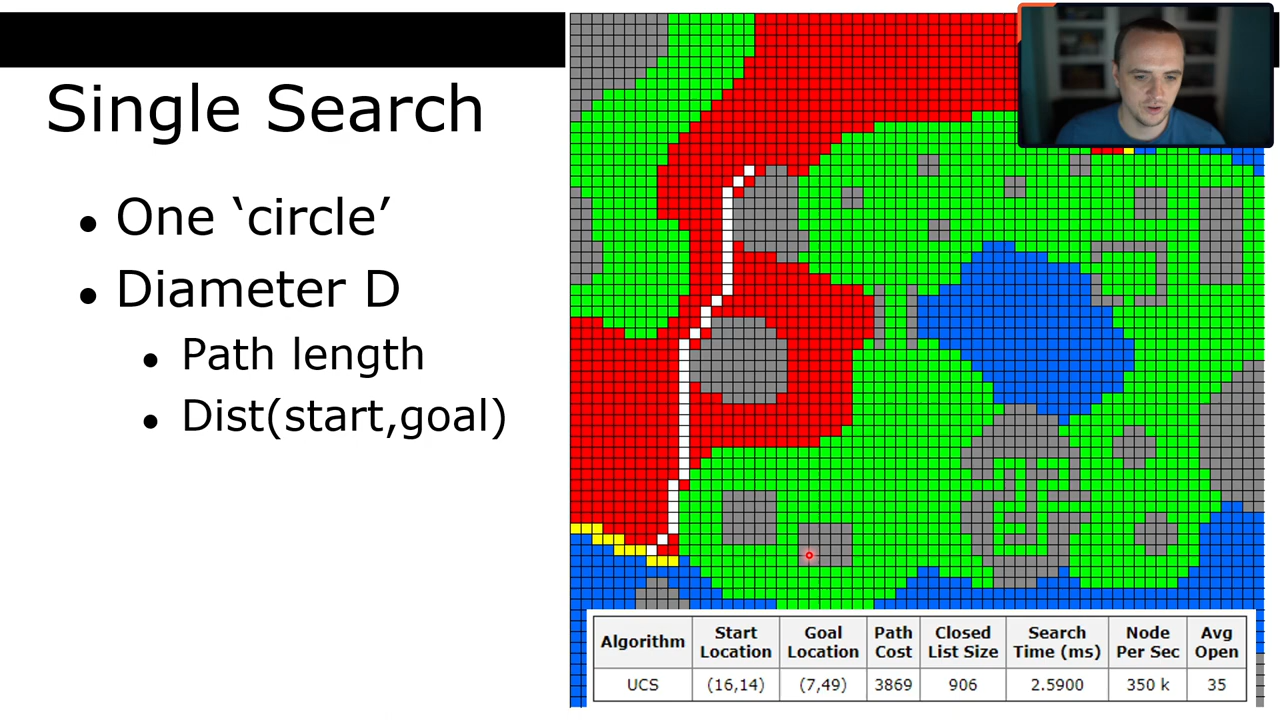 Single Search
• One ‘circle’
• Diameter D
• Path length
• Dist(start,goal)
Algorithm Start Location Goal Location Path Cost Closed List Size Search Time (ms) Node Per Sec Avg Open
UCS (16,14) (7,49) 3869 906 2.5900 350 k 35